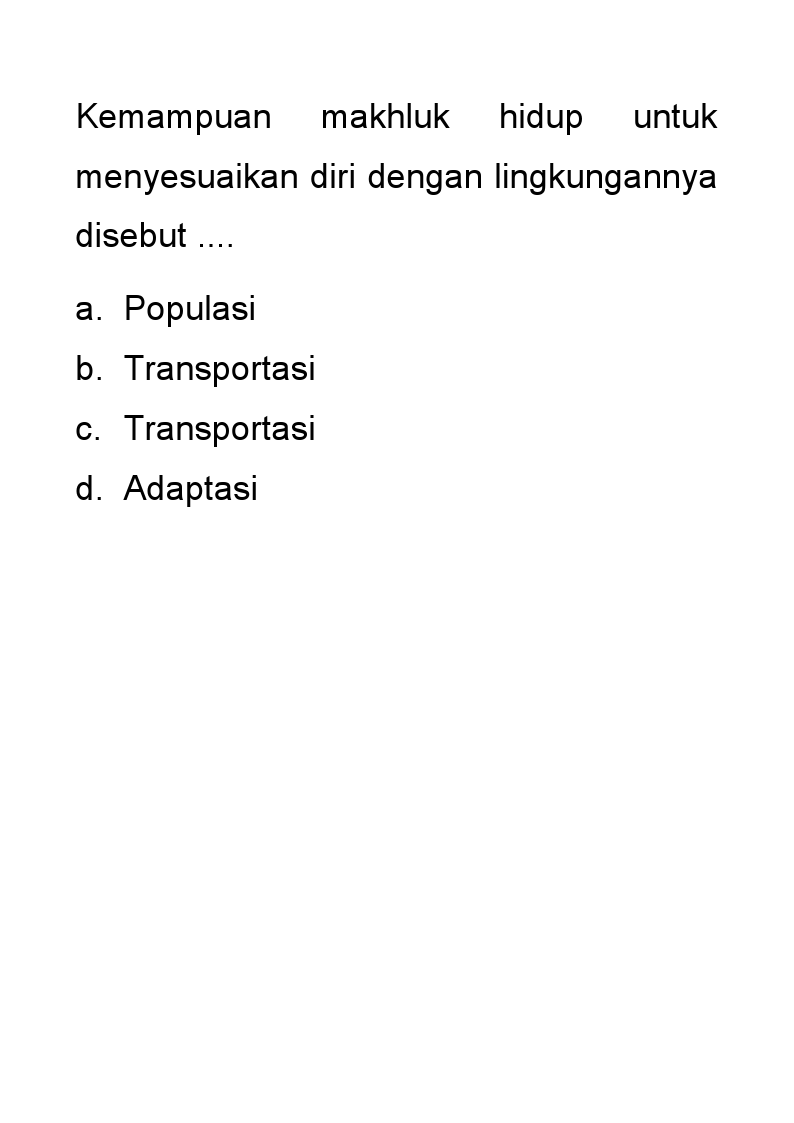 Kemampuan makhluk hidup untuk
menyesuaikan diri dengan lingkungannya
disebut ....
a. Populasi
b. Transportasi
c. Transportasi
d. Adaptasi